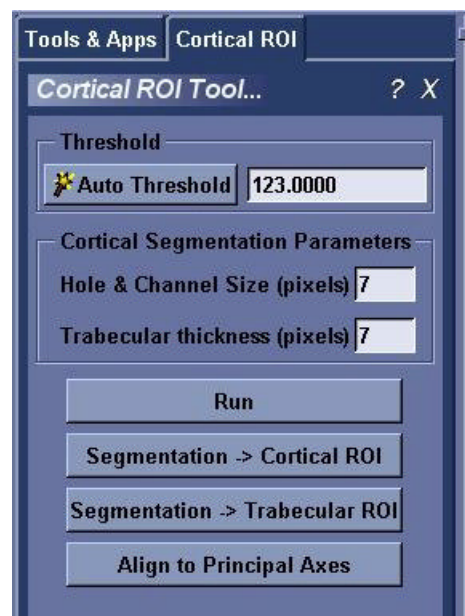 Tools & Apps Cortical ROI
Cortical ROI Tool... ? X
Threshold
Auto Threshold 123.0000
Cortical Segmentation Parameters
Hole & Channel Size (pixels) 7
Trabecular thickness (pixels) 7
Run
Segmentation -> Cortical ROI
Segmentation -> Trabecular ROI
Align to Principal Axes